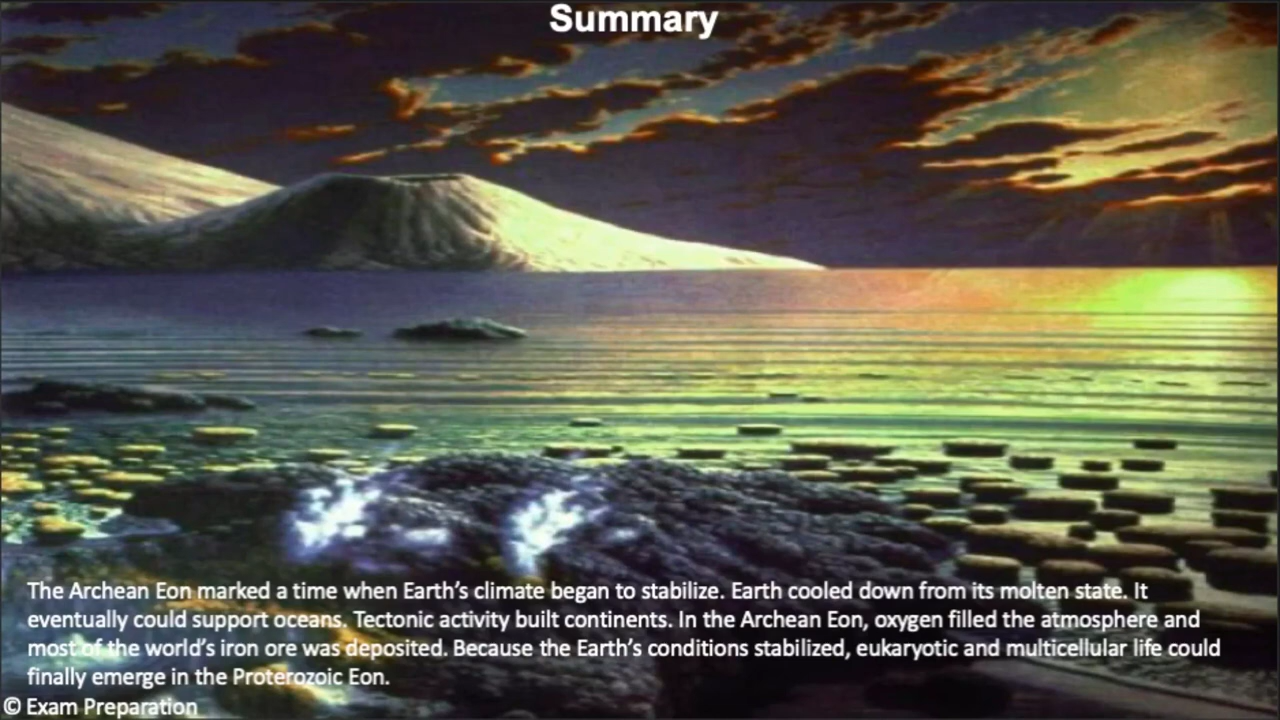 Summary
The Archean Eon marked a time when Earth’s climate began to stabilize. Earth cooled down from its molten state. It
eventually could support oceans. Tectonic activity built continents. In the Archean Eon, oxygen filled the atmosphere and
most of the world’s iron ore was deposited. Because the Earth’s conditions stabilized, eukaryotic and multicellular life could
finally emerge in the Proterozoic Eon.
© Exam Preparation